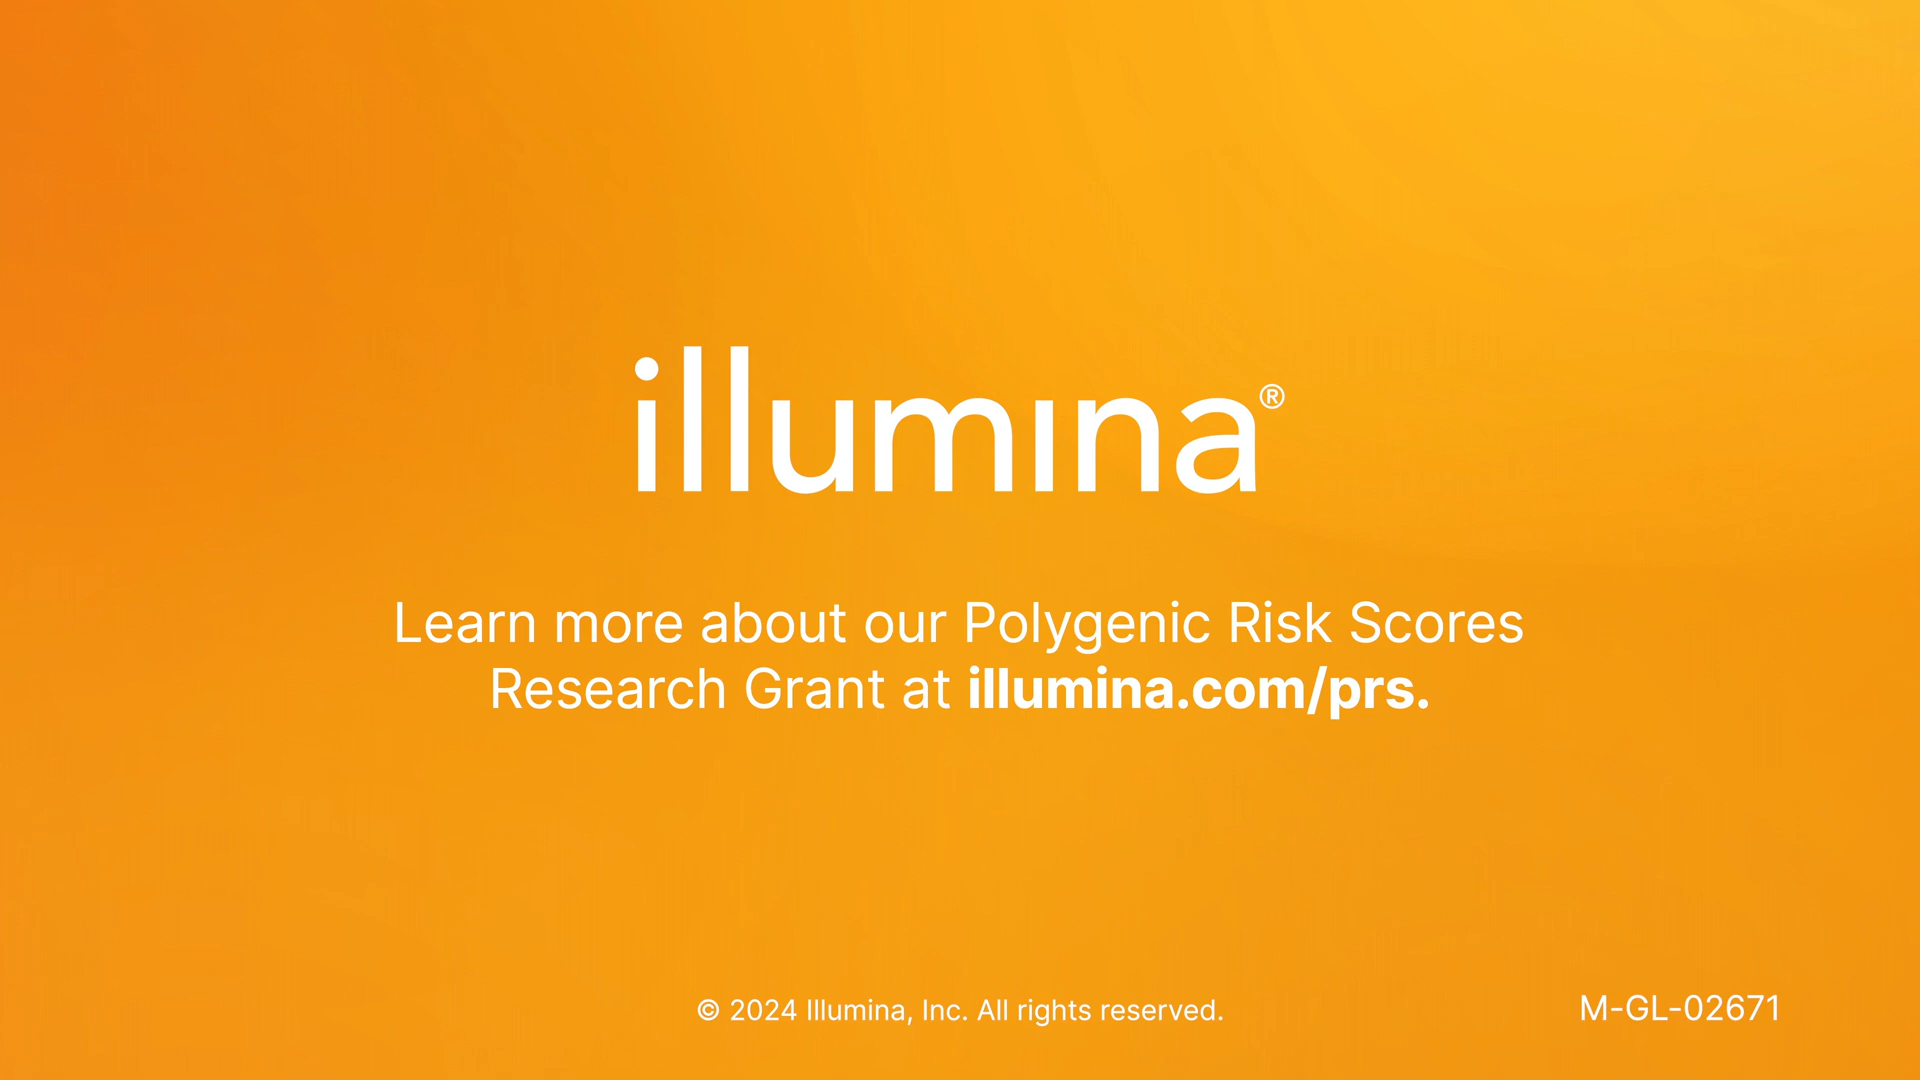 illumina®
Learn more about our Polygenic Risk Scores
Research Grant at illumina.com/prs.
© 2024 Illumina, Inc. All rights reserved.
M-GL-02671